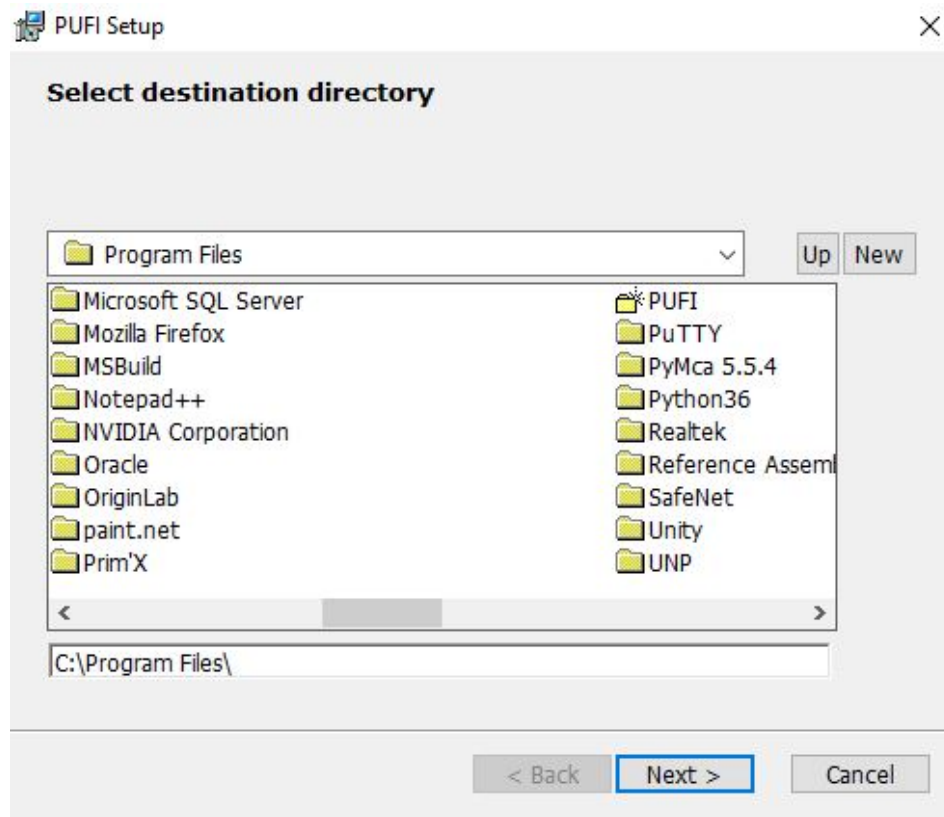 PUFI Setup
Select destination directory
Program Files
Up
New
Microsoft SQL Server
Mozilla Firefox
MSBuild
Notepad++
NVIDIA Corporation
Oracle
OriginLab
paint.net
Prim'X
PUFI
PuTTY
PyMca 5.5.4
Python36
Realtek
Reference Assem
SafeNet
Unity
UNP
C:\Program Files\
< Back
Next >
Cancel